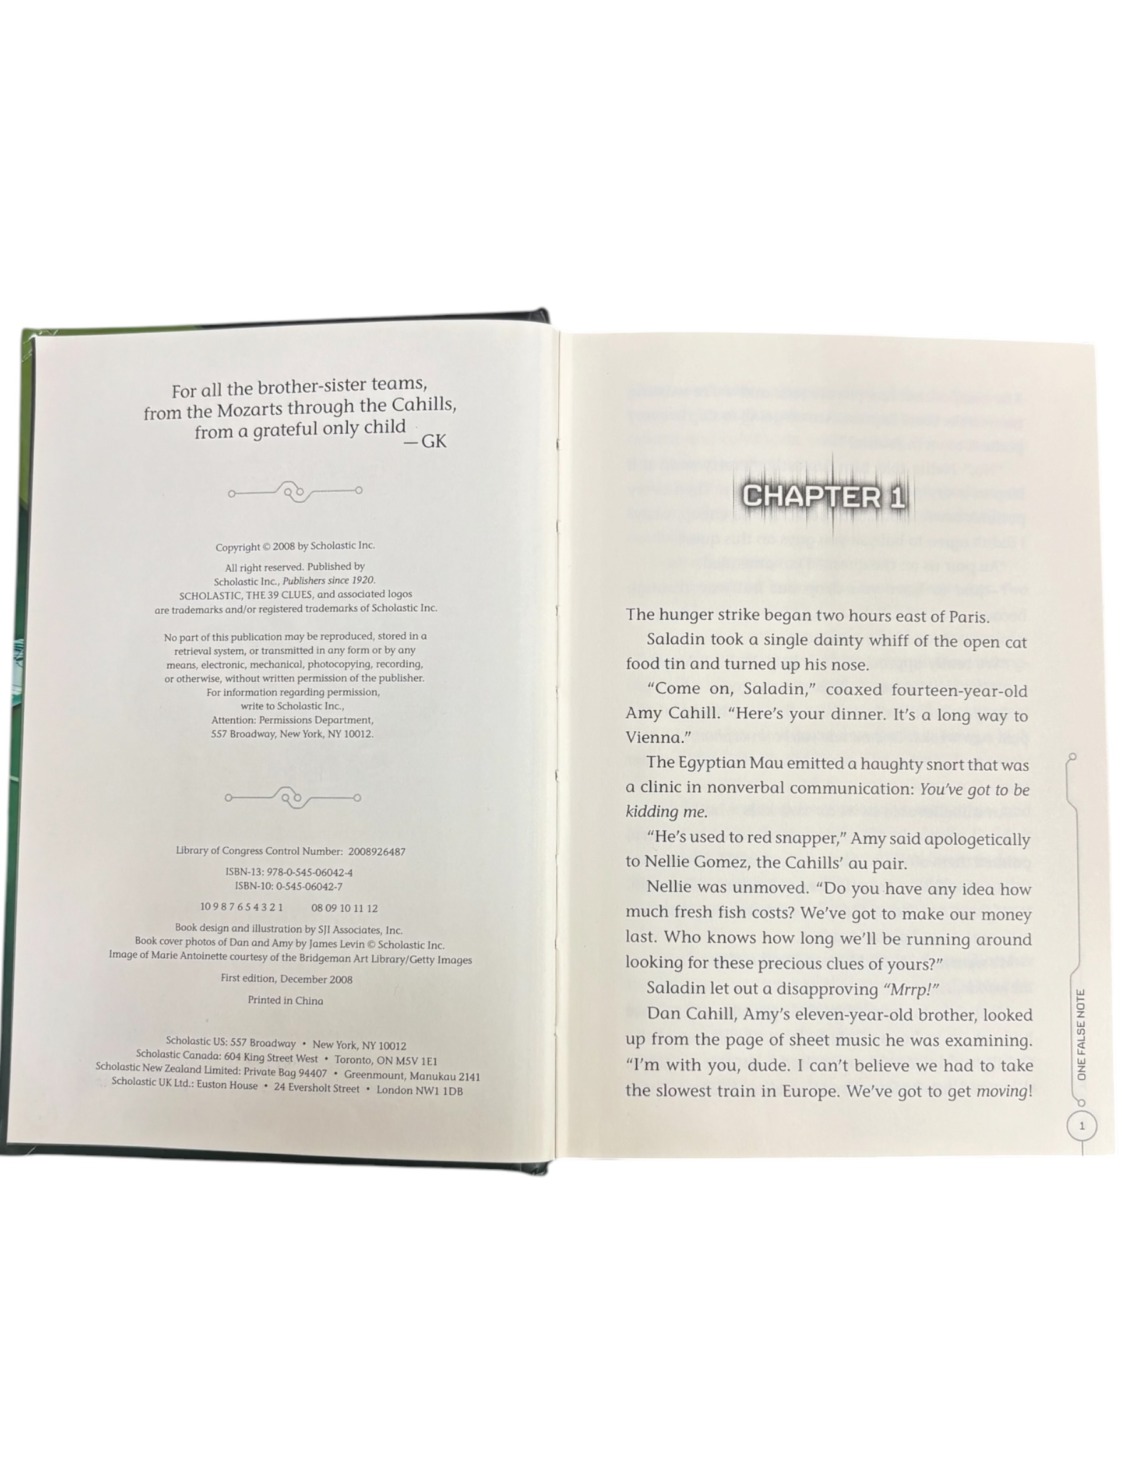 For all the brother-sister teams,
from the Mozarts through the Cahills,
from a grateful only child
—GK
Copyright © 2008 by Scholastic Inc.
All right reserved. Published by
Scholastic Inc., Publishers since 1920.
SCHOLASTIC, THE 39 CLUES, and associated logos
are trademarks and/or registered trademarks of Scholastic Inc.
No part of this publication may be reproduced, stored in a
retrieval system, or transmitted in any form or by any
means, electronic, mechanical, photocopying, recording,
or otherwise, without written permission of the publisher.
For information regarding permission,
write to Scholastic Inc.,
Attention: Permissions Department,
557 Broadway, New York, NY 10012.
Library of Congress Control Number: 2008926487
ISBN-13: 978-0-545-06042-4
ISBN-10: 0-545-06042-7
10 9 8 7 6 5 4 3 2 1 08 09 10 11 12
Book design and illustration by SJI Associates, Inc.
Book cover photos of Dan and Amy by James Levin © Scholastic Inc.
Image of Marie Antoinette courtesy of the Bridgeman Art Library/Getty Images
First edition, December 2008
Printed in China
Scholastic US: 557 Broadway • New York, NY 10012
Scholastic Canada: 604 King Street West • Toronto, ON M5V 1E1
Scholastic New Zealand Limited: Private Bag 94407 • Greenmount, Manukau 2141
Scholastic UK Ltd.: Euston House • 24 Eversholt Street • London NW1 1DB
CHAPTER 1
The hunger strike began two hours east of Paris.
Saladin took a single dainty whiff of the open cat
food tin and turned up his nose.
“Come on, Saladin,” coaxed fourteen-year-old
Amy Cahill. “Here’s your dinner. It’s a long way to
Vienna.”
The Egyptian Mau emitted a haughty snort that was
a clinic in nonverbal communication: You’ve got to be
kidding me.
“He’s used to red snapper,” Amy said apologetically
to Nellie Gomez, the Cahills’ au pair.
Nellie was unmoved. “Do you have any idea how
much fresh fish costs? We’ve got to make our money
last. Who knows how long we’ll be running around
looking for these precious clues of yours?”
Saladin let out a disapproving “Mrrp!”
Dan Cahill, Amy’s eleven-year-old brother, looked
up from the page of sheet music he was examining.
“I’m with you, dude. I can’t believe we had to take
the slowest train in Europe. We’ve got to get moving!
ONE FALSE NOTE
1